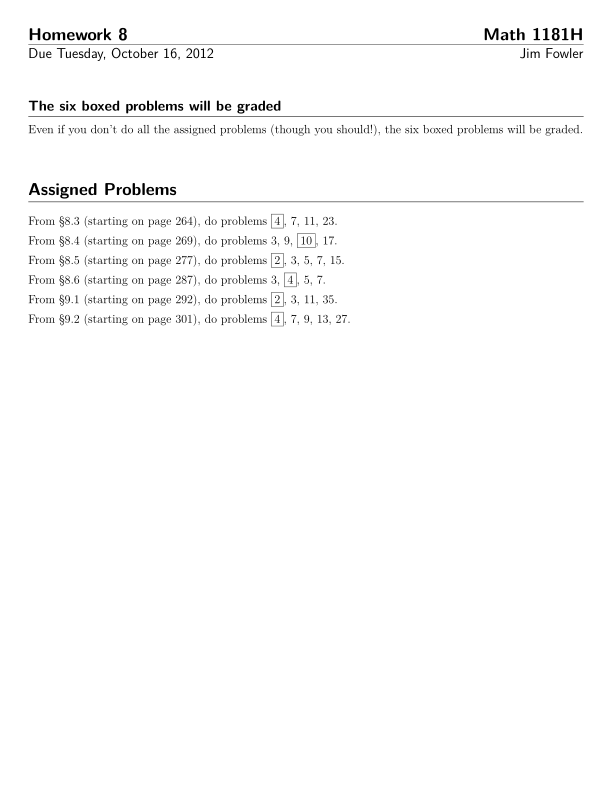 Homework 8 Math 1181H
Due Tuesday, October 16, 2012 Jim Fowler
The six boxed problems will be graded
Even if you don't do all the assigned problems (though you should!), the six boxed problems will be graded.
Assigned Problems
From §8.3 (starting on page 264), do problems 4, 7, 11, 23.
From §8.4 (starting on page 269), do problems 3, 9, 10, 17.
From §8.5 (starting on page 277), do problems 2, 3, 5, 7, 15.
From §8.6 (starting on page 287), do problems 3, 4, 5, 7.
From §9.1 (starting on page 292), do problems 2, 3, 11, 35.
From §9.2 (starting on page 301), do problems 4, 7, 9, 13, 27.